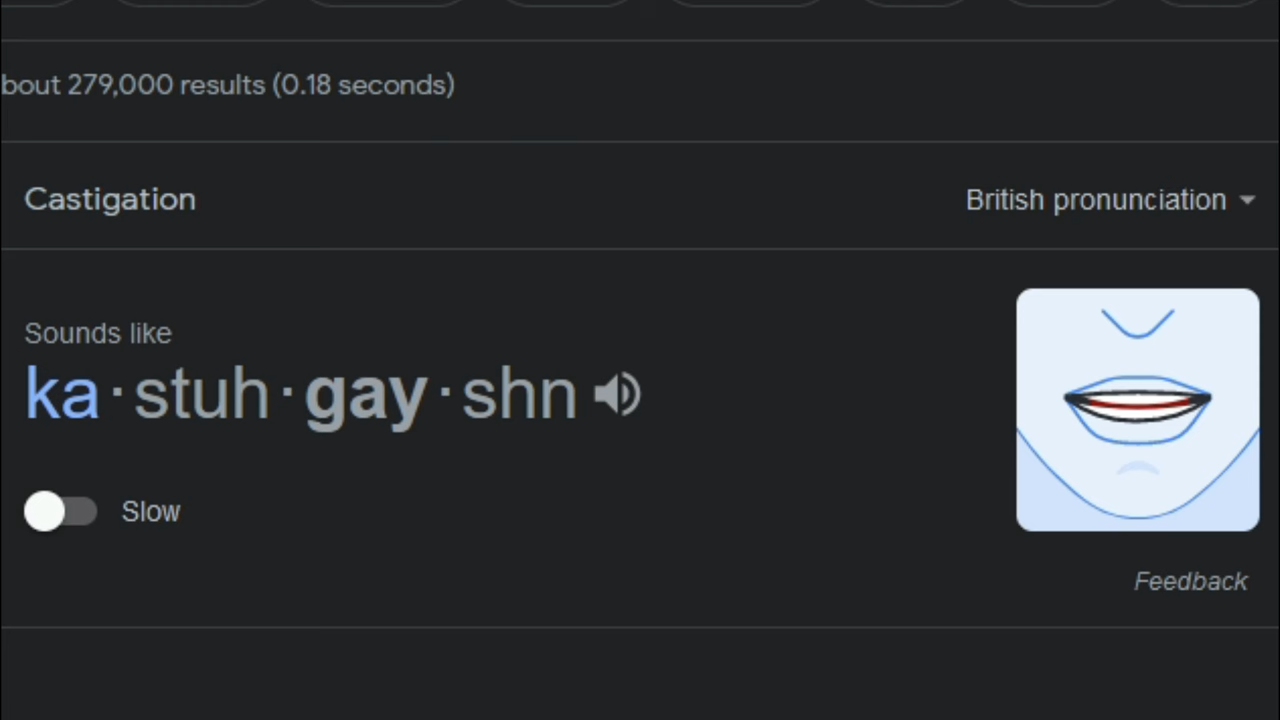 bout 279,000 results (0.18 seconds)
Castigation
British pronunciation
Sounds like
ka·stuh·gay·shn
Slow
Feedback